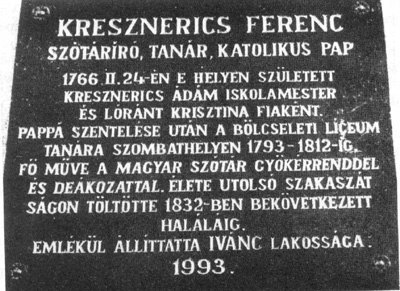 KRESZNERICS FERENC
SZÓTÁRÍRÓ, TANÁR, KATOLIKUS PAP
1766 II. 24-ÉN E HELYEN SZÜLETETT
KRESZNERICS ÁDÁM ISKOLAMESTER
ÉS LÓRÁNT KRISZTINA FIAKÉNT.
PAPPÁ SZENTELÉSE UTÁN A BÖLCSELETI LÍCEUM
TANÁRA SZOMBATHELYEN 1793-1812-IG.
FŐ MŰVE A MAGYAR SZÓTÁR GYÖKÉRRENDDEL
ÉS DEÁKOZATTAL. ÉLETE UTOLSÓ SZAKASZÁT
SÁGON TÖLTÖTTE 1832-BEN BEKÖVETKEZETT
HALÁLÁIG.
EMLÉKÜL ÁLLÍTTATTA IVÁNC LAKOSSÁGA.
1993.